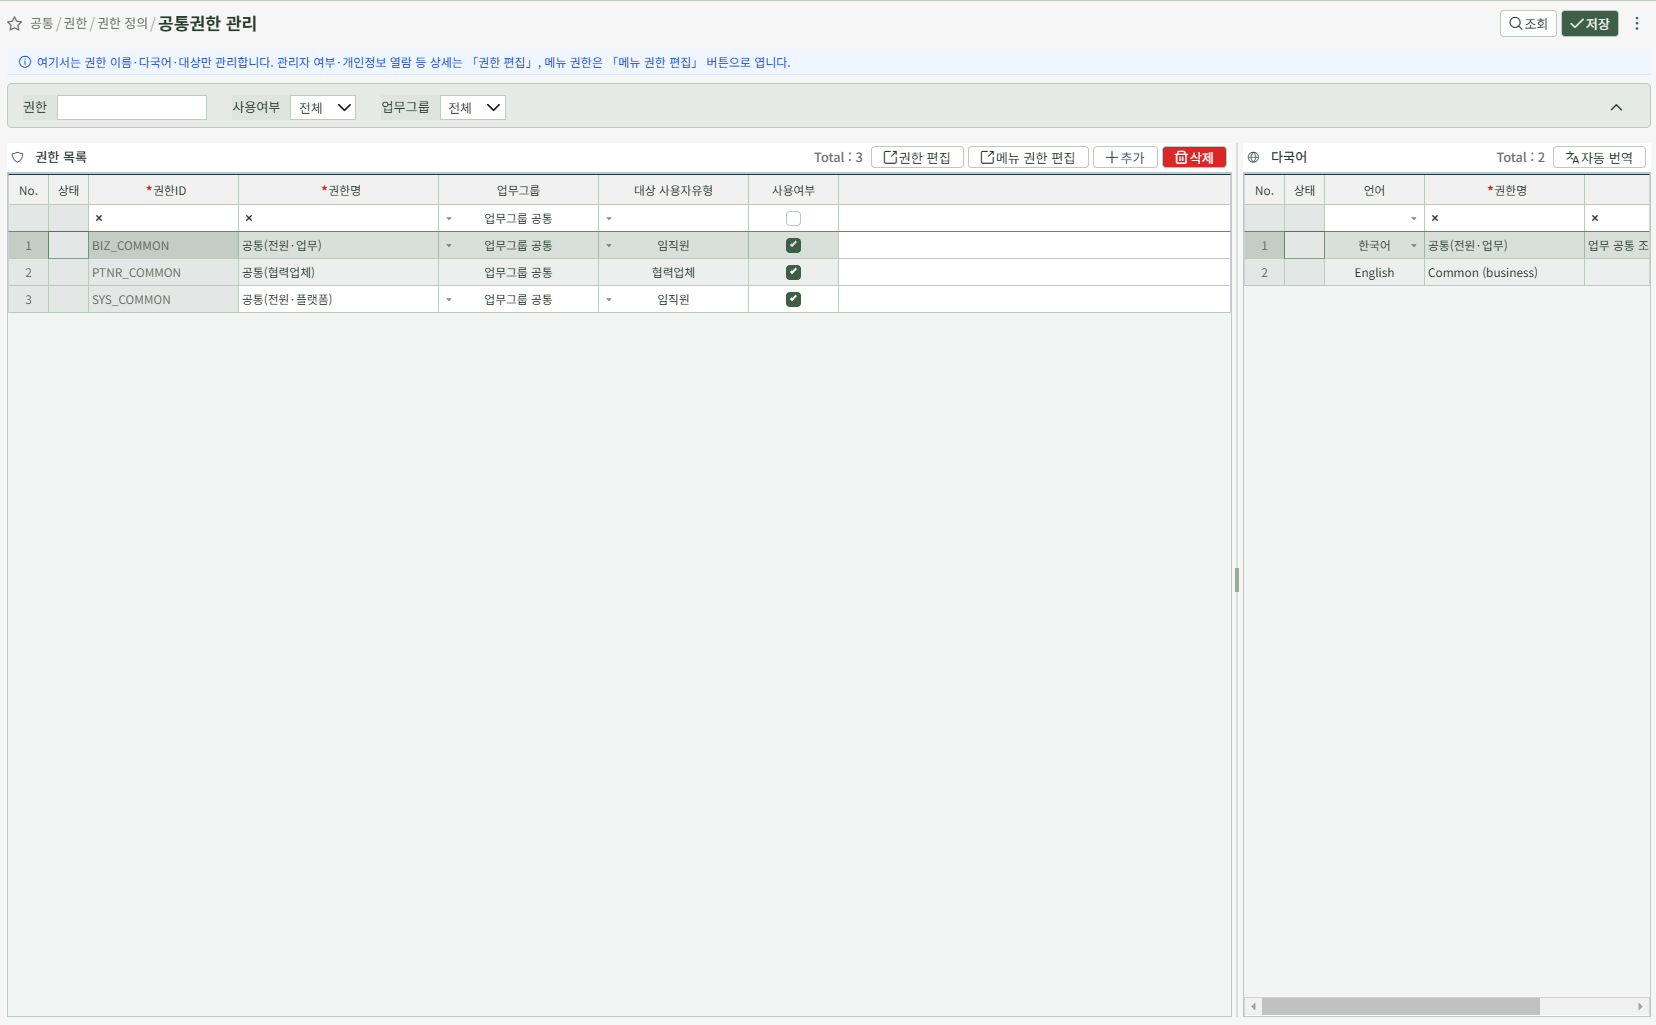 공통 / 권한 / 권한 정의 / 공통권한 관리
조회
저장
여기서는 권한 이름·다국어·대상만 관리합니다. 관리자 여부·개인정보 열람 등 상세는 「권한 편집」, 메뉴 권한은 「메뉴 권한 편집」 버튼으로 엽니다.
권한
사용여부 전체
업무그룹 전체
권한 목록
Total : 3
권한 편집
메뉴 권한 편집
추가
삭제
No. 상태 *권한ID *권한명 업무그룹 대상 사용자유형 사용여부
업무그룹 공통
1 BIZ_COMMON 공통(전원·업무) 업무그룹 공통 임직원
2 PTNR_COMMON 공통(협력업체) 업무그룹 공통 협력업체
3 SYS_COMMON 공통(전원·플랫폼) 업무그룹 공통 임직원
다국어
Total : 2
자동 번역
No. 상태 언어 *권한명
1 한국어 공통(전원·업무) 업무 공통 조
2 English Common (business)